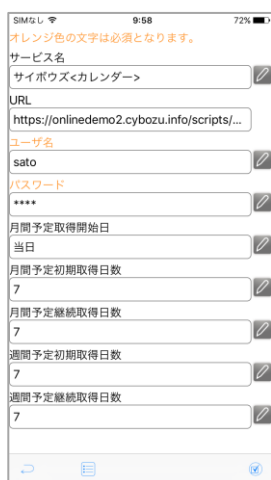 SIMなし 9:58 72%
オレンジ色の文字は必須となります。
サービス名
サイボウズ<カレンダー>
URL
https://onlinedemo2.cybozu.info/scripts/...
ユーザ名
sato
パスワード
****
月間予定取得開始日
当日
月間予定初期取得日数
7
月間予定継続取得日数
7
週間予定初期取得日数
7
週間予定継続取得日数
7